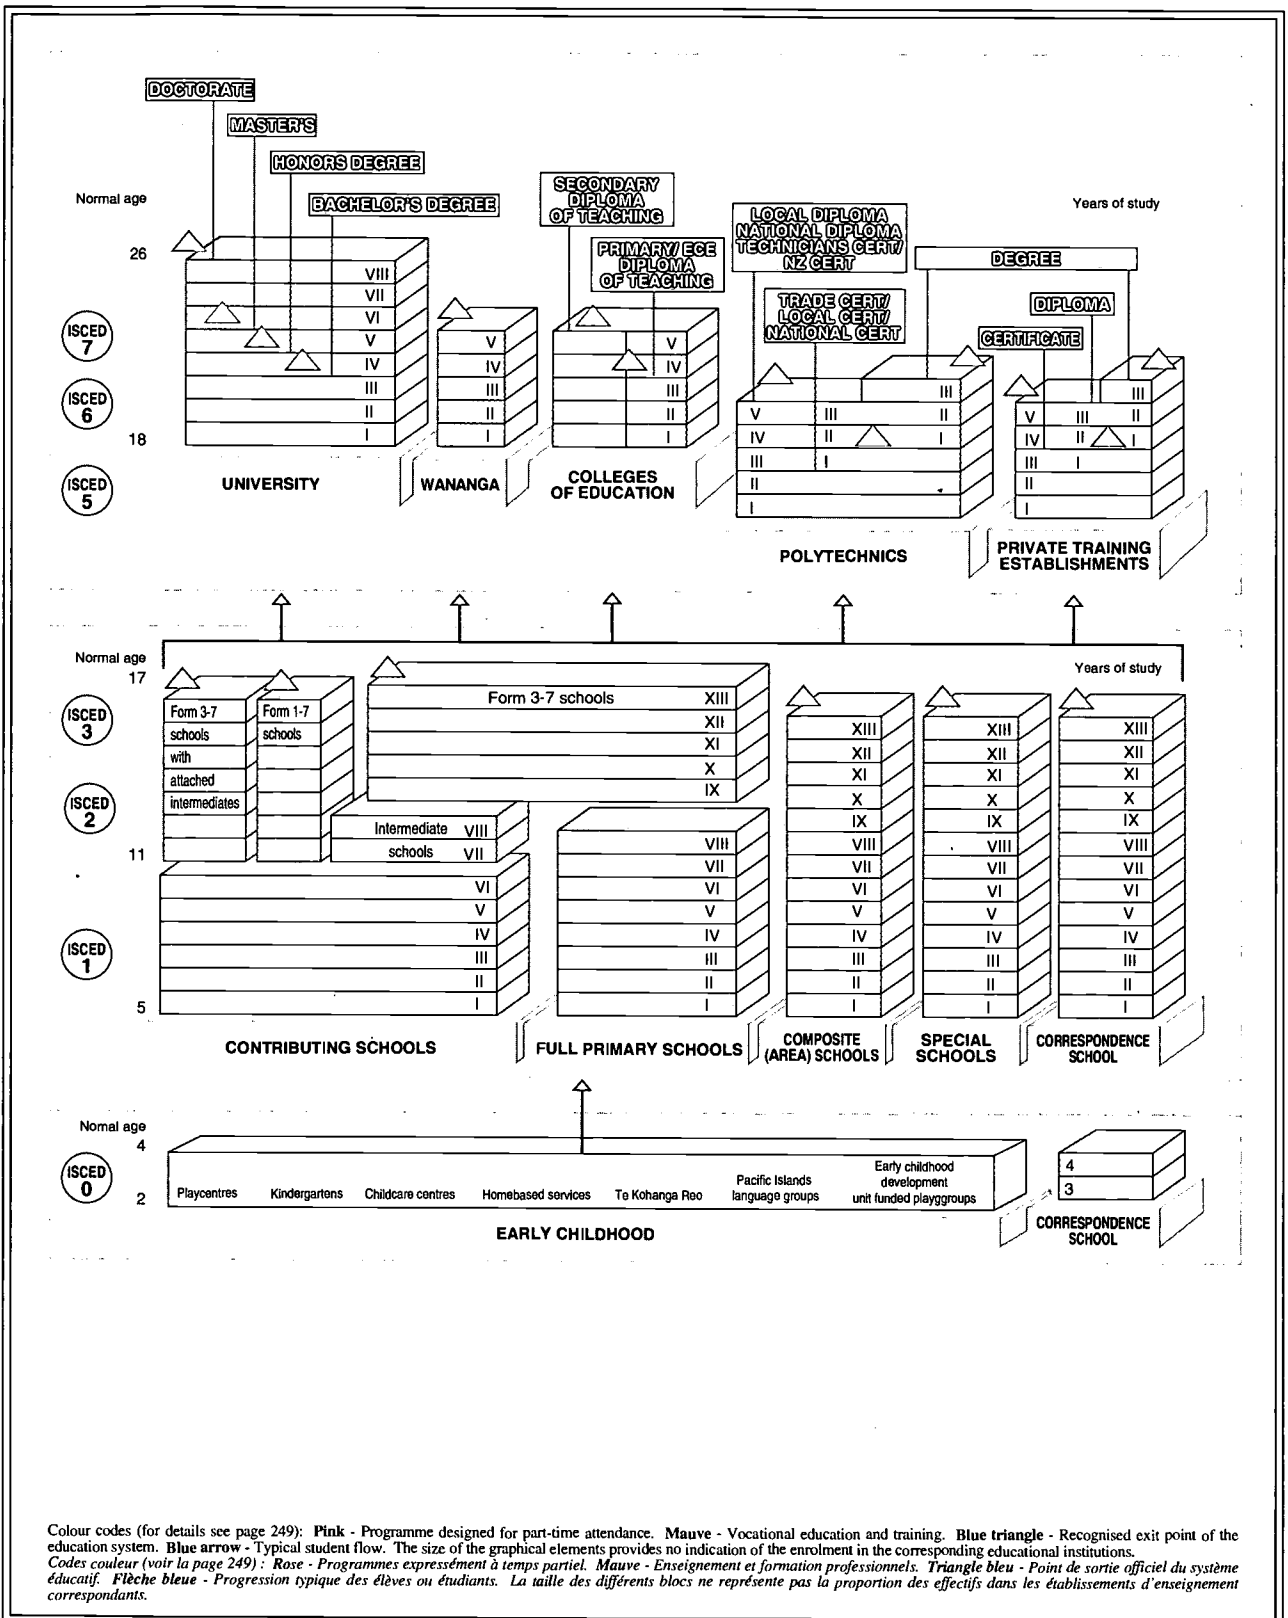 DOCTORATE
MASTER'S
HONORS DEGREE
BACHELOR'S DEGREE
SECONDARY
DIPLOMA
OF TEACHING
PRIMARY/ ECE
DIPLOMA
OF TEACHING
LOCAL DIPLOMA
NATIONAL DIPLOMA
TECHNICIANS CERT/
NZ CERT
TRADE CERT/
LOCAL CERT/
NATIONAL CERT
DEGREE
DIPLOMA
CERTIFICATE
Normal age
Years of study
26
18
ISCED
7
ISCED
6
ISCED
5
VIII
VII
VI
V
IV
III
II
I
UNIVERSITY
V
IV
III
II
I
WANANGA
V
IV
III
II
I
COLLEGES
OF EDUCATION
III
V III II
IV II I
III I
II
I
POLYTECHNICS
III
V III II
IV II I
III I
II
I
PRIVATE TRAINING
ESTABLISHMENTS
Normal age
Years of study
17
11
5
ISCED
3
ISCED
2
ISCED
1
Form 3-7
schools
with
attached
intermediates
Form 1-7
schools
Form 3-7 schools XIII
XII
XI
X
IX
Intermediate VIII
schools VII
VI
V
IV
III
II
I
CONTRIBUTING SCHOOLS
VIII
VII
VI
V
IV
III
II
I
FULL PRIMARY SCHOOLS
XIII
XII
XI
X
IX
VIII
VII
VI
V
IV
III
II
I
COMPOSITE
(AREA) SCHOOLS
XIII
XII
XI
X
IX
VIII
VII
VI
V
IV
III
II
I
SPECIAL
SCHOOLS
XIII
XII
XI
X
IX
VIII
VII
VI
V
IV
III
II
I
CORRESPONDENCE
SCHOOL
Nomal age
4
2
ISCED
0
Playcentres
Kindergartens
Childcare centres
Homebased services
Te Kohanga Reo
Pacific Islands
language groups
Early childhood
development
unit funded playggroups
EARLY CHILDHOOD
4
3
CORRESPONDENCE
SCHOOL
Colour codes (for details see page 249): Pink - Programme designed for part-time attendance. Mauve - Vocational education and training. Blue triangle - Recognised exit point of the
education system. Blue arrow - Typical student flow. The size of the graphical elements provides no indication of the enrolment in the corresponding educational institutions.
Codes couleur (voir la page 249) : Rose - Programmes expressément à temps partiel. Mauve - Enseignement et formation professionnels. Triangle bleu - Point de sortie officiel du système
éducatif. Flèche bleue - Progression typique des élèves ou étudiants. La taille des différents blocs ne représente pas la proportion des effectifs dans les établissements d'enseignement
correspondants.